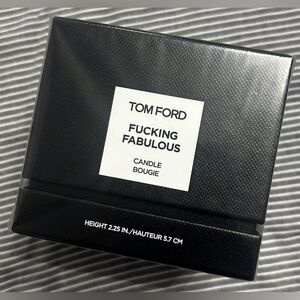 TOM FORD
FUCKING
FABULOUS
CANDLE
BOUGIE
HEIGHT 2.25 IN./HAUTEUR 5.7 CM